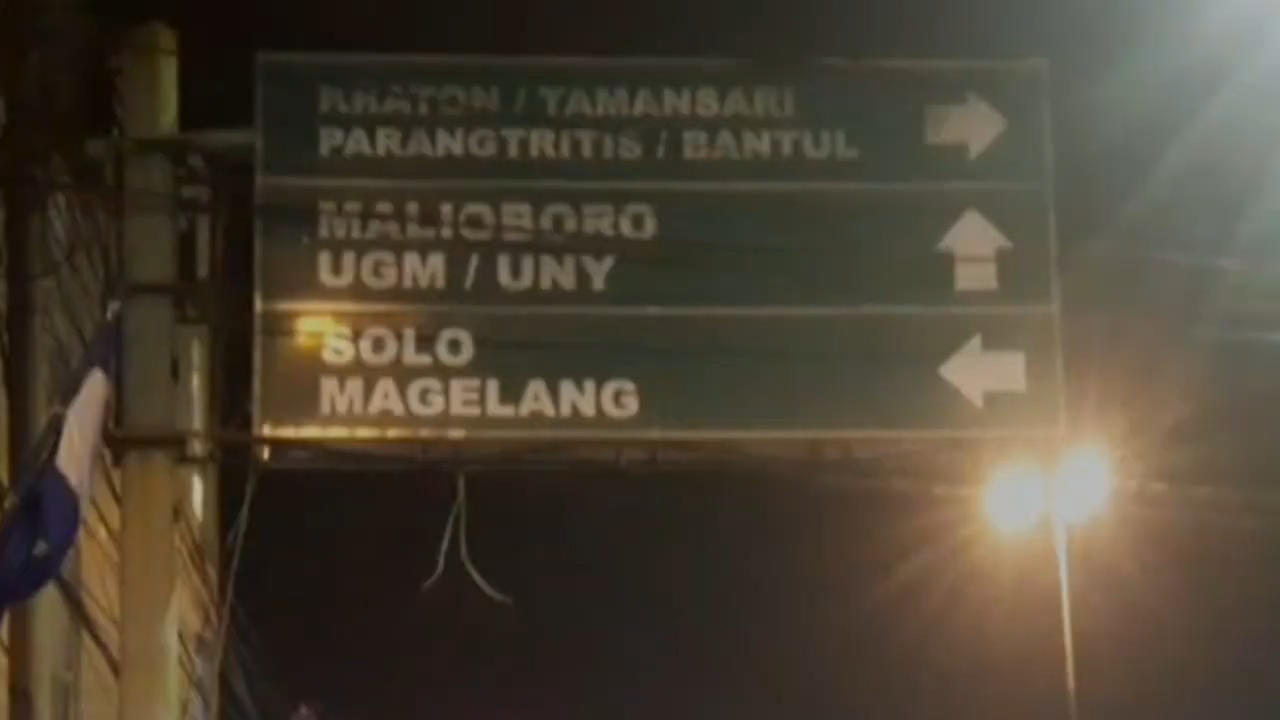 KRATON / TAMANSARI
PARANGTRITIS / BANTUL
MALIOBORO
UGM / UNY
SOLO
MAGELANG